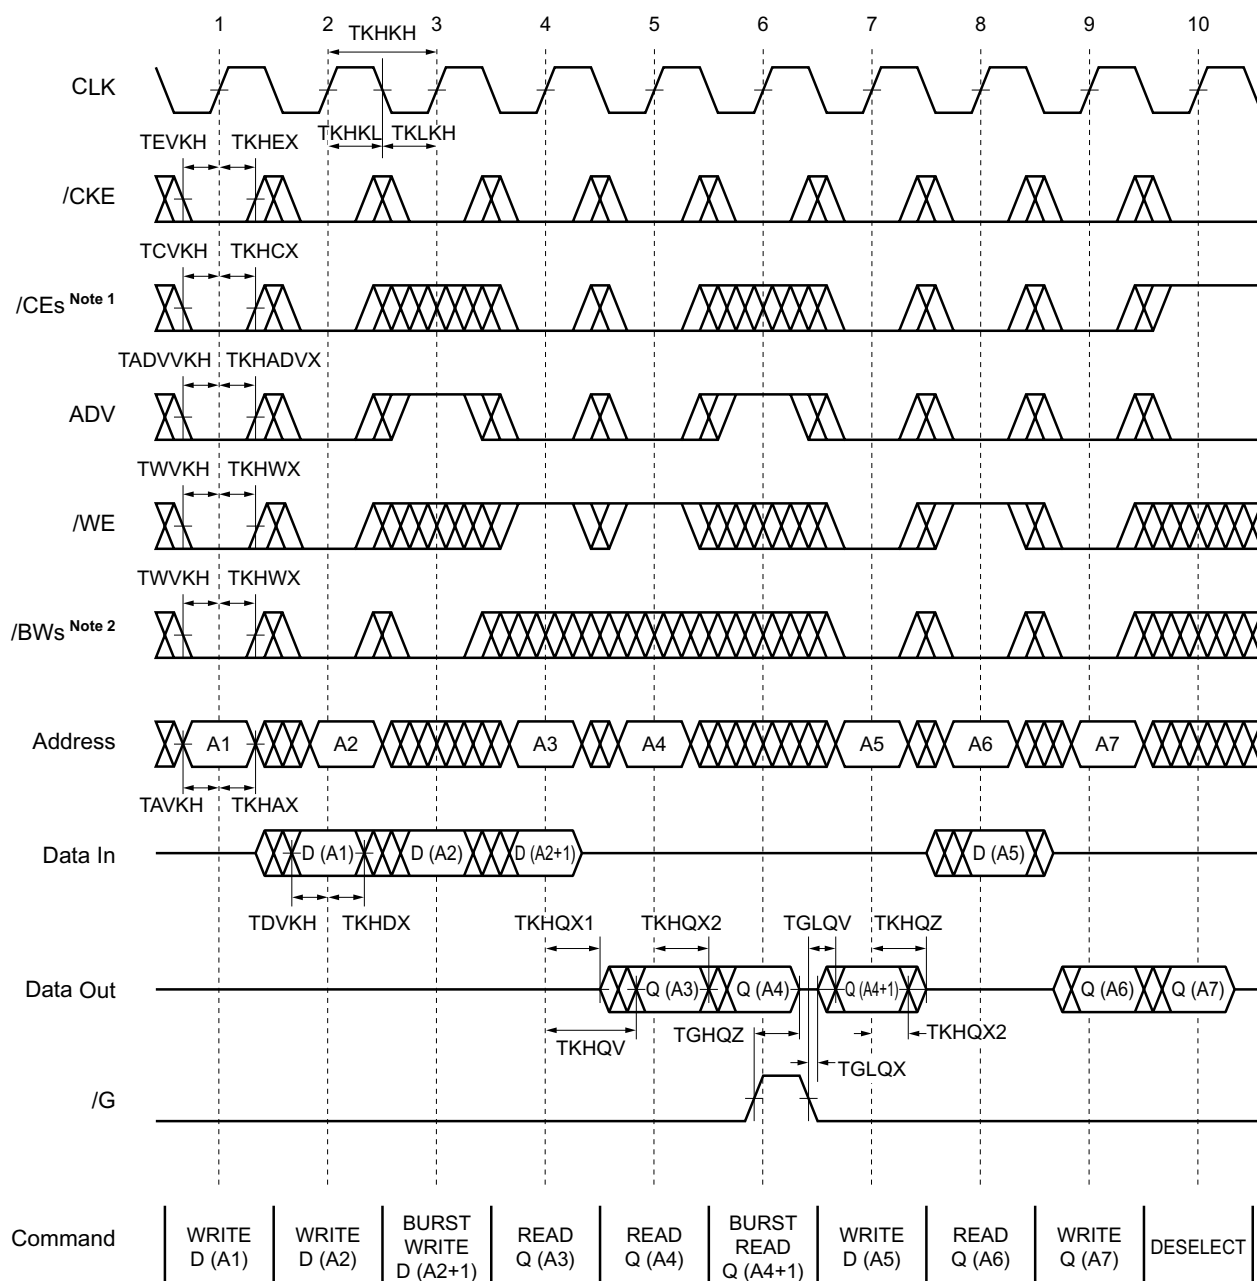 1 2 3 4 5 6 7 8 9 10
TKHKH
CLK
TKHKL TKLKH
TEVKH TKHEX
/CKE
TCVKH TKHCX
/CEs Note 1
TADVVKH TKHADVX
ADV
TWVKH TKHWX
/WE
TWVKH TKHWX
/BWs Note 2
Address A1 A2 A3 A4 A5 A6 A7
TAVKH TKHAX
Data In D (A1) D (A2) D (A2+1) D (A5)
TDVKH TKHDX TKHQX1 TKHQX2 TGLQV TKHQZ
Data Out Q (A3) Q (A4) Q (A4+1) Q (A6) Q (A7)
TKHQV TGHQZ TKHQX2
TGLQX
/G
Command
WRITE
D (A1)
WRITE
D (A2)
BURST
WRITE
D (A2+1)
READ
Q (A3)
READ
Q (A4)
BURST
READ
Q (A4+1)
WRITE
D (A5)
READ
Q (A6)
WRITE
Q (A7)
DESELECT